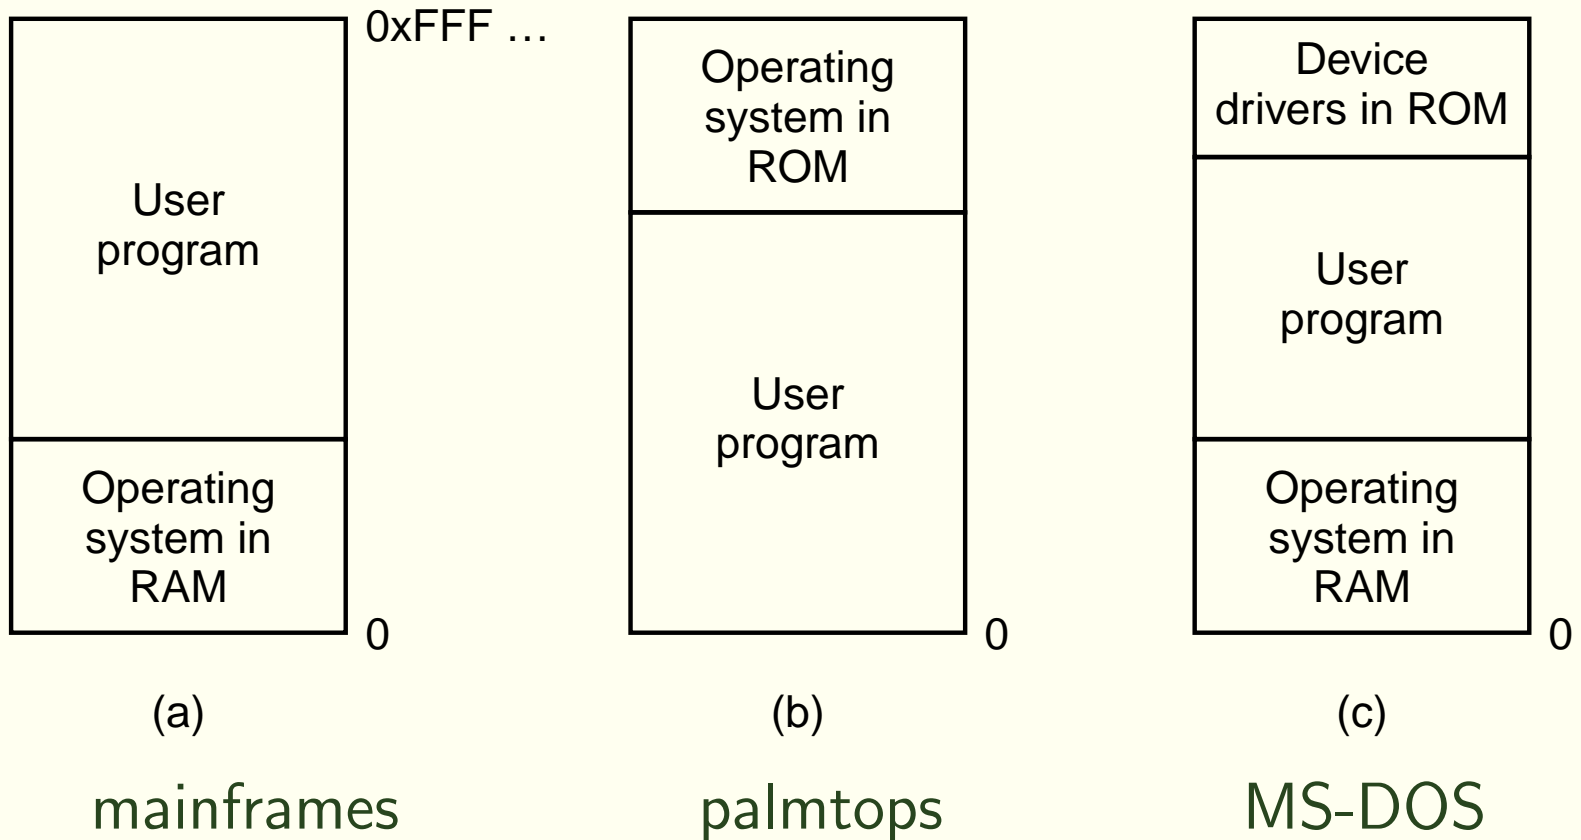 0xFFF …
User
program
Operating
system in
RAM
0
(a)
mainframes
Operating
system in
ROM
User
program
0
(b)
palmtops
Device
drivers in ROM
User
program
Operating
system in
RAM
0
(c)
MS-DOS